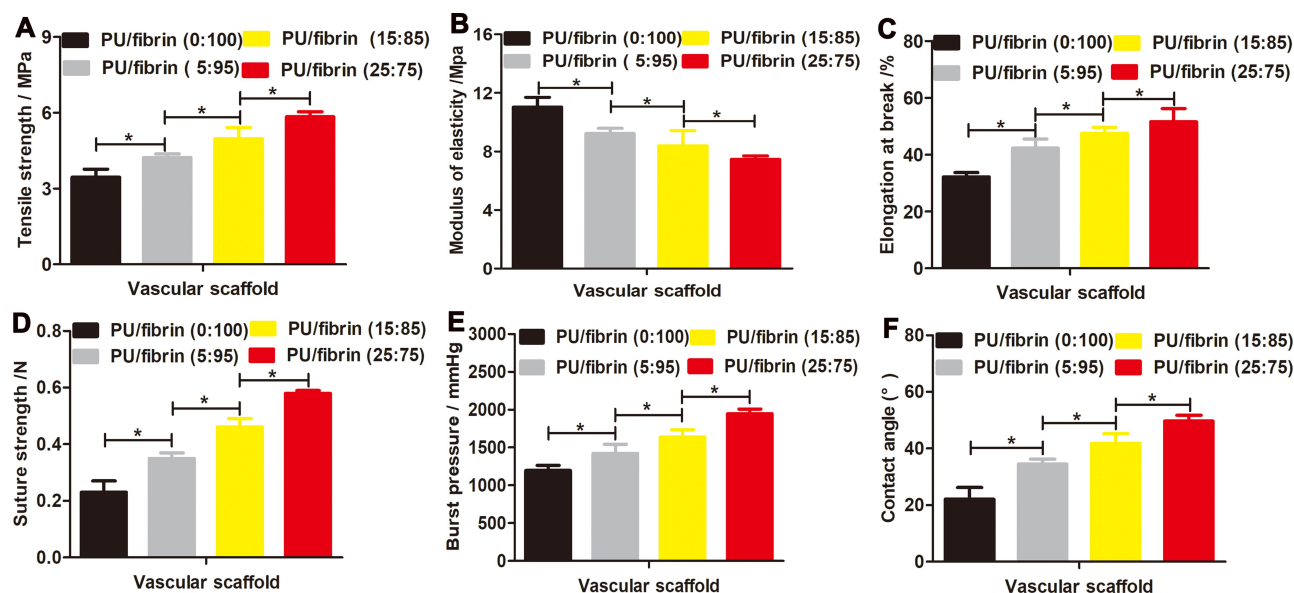 A
PU/fibrin (0:100)
PU/fibrin (15:85)
PU/fibrin ( 5:95)
PU/fibrin (25:75)
Tensile strength / MPa
9
6
3
0
*
*
*
Vascular scaffold
B
PU/fibrin (0:100)
PU/fibrin (15:85)
PU/fibrin ( 5:95)
PU/fibrin (25:75)
Modulus of elasticity /Mpa
16
12
8
4
0
*
*
*
Vascular scaffold
C
PU/fibrin (0:100)
PU/fibrin (15:85)
PU/fibrin (5:95)
PU/fibrin (25:75)
Elongation at break /%
80
60
40
20
0
*
*
*
Vascular scaffold
D
PU/fibrin (0:100)
PU/fibrin (15:85)
PU/fibrin (5:95)
PU/fibrin (25:75)
Suture strength /N
0.8
0.6
0.4
0.2
0.0
*
*
*
Vascular scaffold
E
PU/fibrin (0:100)
PU/fibrin (15:85)
PU/fibrin (5:95)
PU/fibrin (25:75)
Burst pressure / mmHg
3000
2500
2000
1500
1000
500
0
*
*
*
Vascular scaffold
F
PU/fibrin (0:100)
PU/fibrin (15:85)
PU/fibrin (5:95)
PU/fibrin (25:75)
Contact angle (°)
80
60
40
20
0
*
*
*
Vascular scaffold